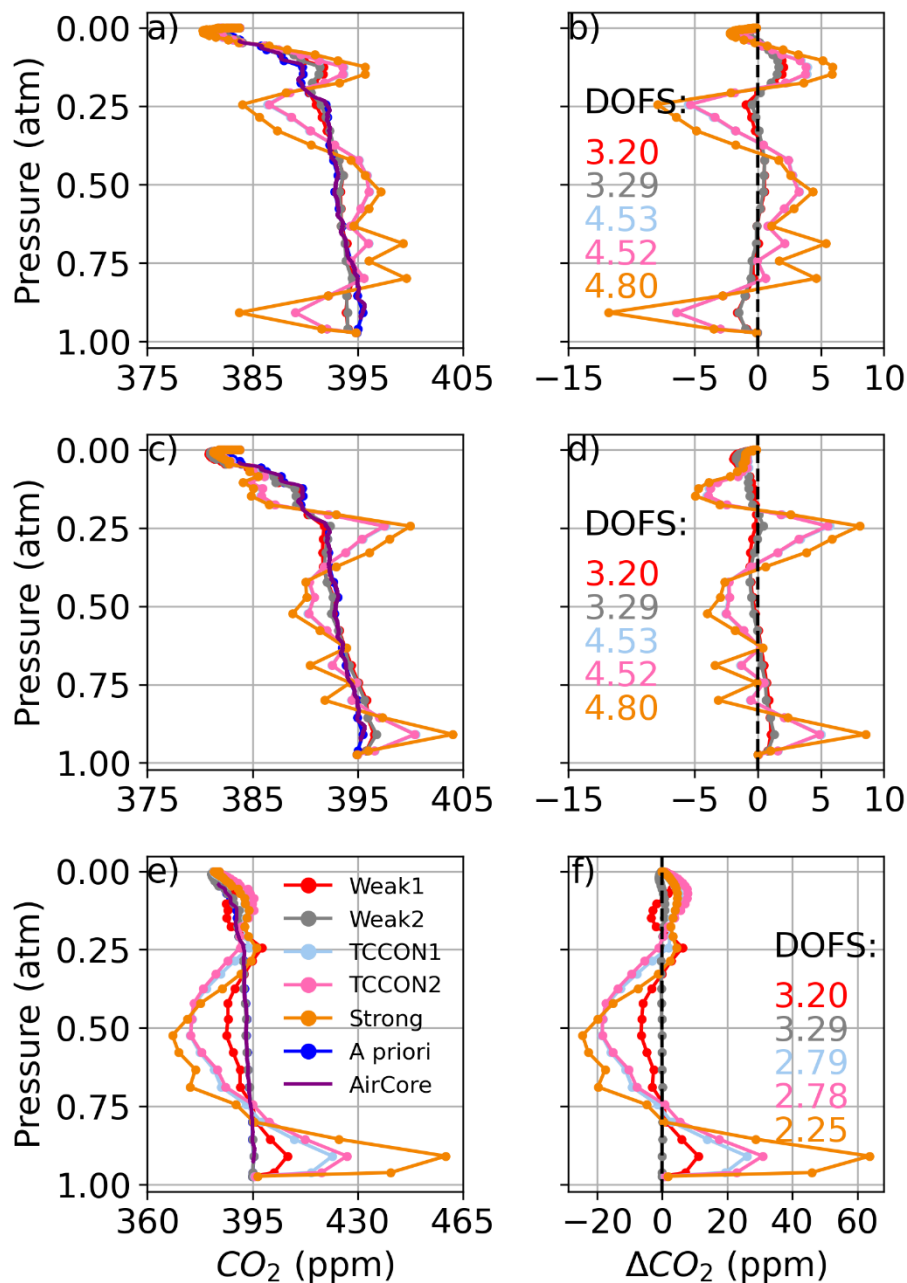 a)
b)
0.00
0.25
0.50
0.75
1.00
Pressure (atm)
375 385 395 405
DOFS:
3.20
3.29
4.53
4.52
4.80
−15 −5 0 5 10
c)
d)
0.00
0.25
0.50
0.75
1.00
Pressure (atm)
375 385 395 405
DOFS:
3.20
3.29
4.53
4.52
4.80
−15 −5 0 5 10
e)
f)
0.00
0.25
0.50
0.75
1.00
Pressure (atm)
Weak1
Weak2
TCCON1
TCCON2
Strong
A priori
AirCore
360 395 430 465
CO₂ (ppm)
DOFS:
3.20
3.29
2.79
2.78
2.25
−20 0 20 40 60
ΔCO₂ (ppm)